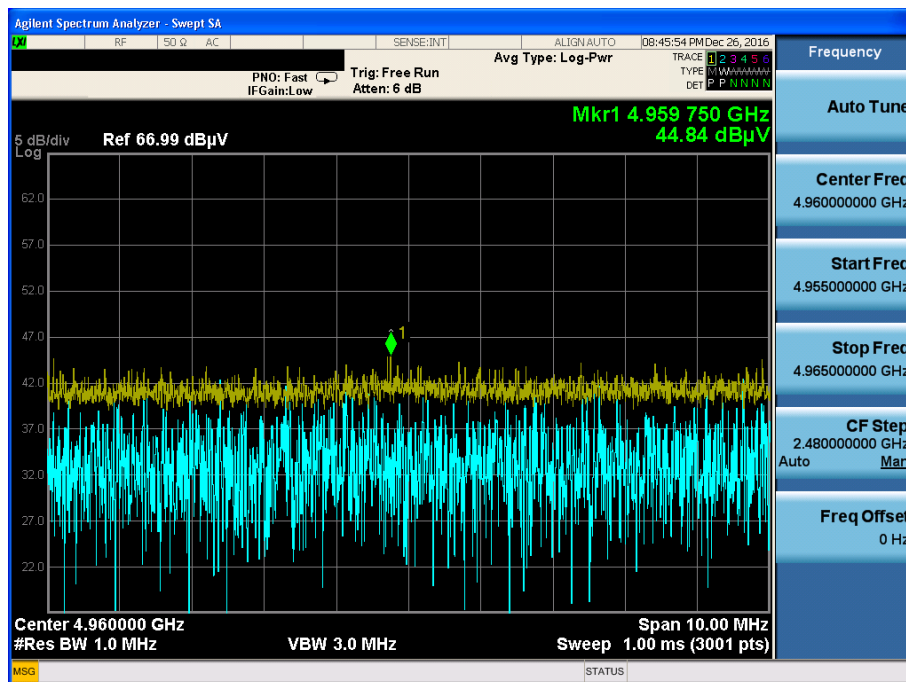 Agilent Spectrum Analyzer - Swept SA
LXI RF 50 Ω AC SENSE:INT ALIGN AUTO 08:45:54 PM Dec 26, 2016
Avg Type: Log-Pwr TRACE 1 2 3 4 5 6
PNO: Fast Trig: Free Run TYPE M
IFGain:Low Atten: 6 dB DET P P N N N N
Mkr1 4.959 750 GHz
5 dB/div Ref 66.99 dBµV 44.84 dBµV
Log
62.0
57.0
52.0
47.0
1
42.0
37.0
32.0
27.0
22.0
Center 4.960000 GHz Span 10.00 MHz
#Res BW 1.0 MHz VBW 3.0 MHz Sweep 1.00 ms (3001 pts)
MSG STATUS
Frequency
Auto Tune
Center Freq
4.960000000 GHz
Start Freq
4.955000000 GHz
Stop Freq
4.965000000 GHz
CF Step
2.480000000 GHz
Auto Man
Freq Offset
0 Hz